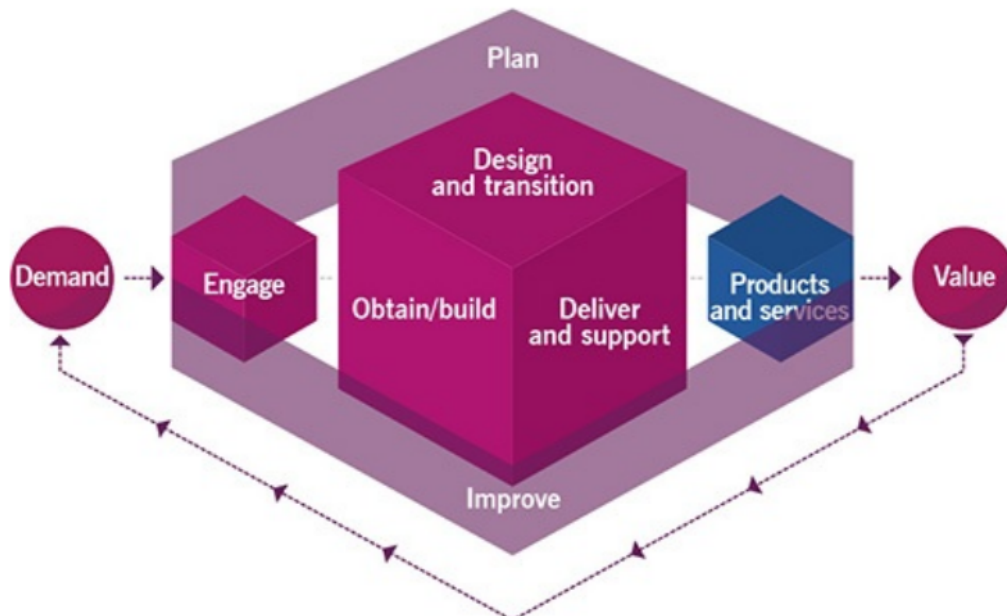 Plan
Design
and transition
Demand
Engage
Obtain/build
Deliver
and support
Products
and services
Value
Improve